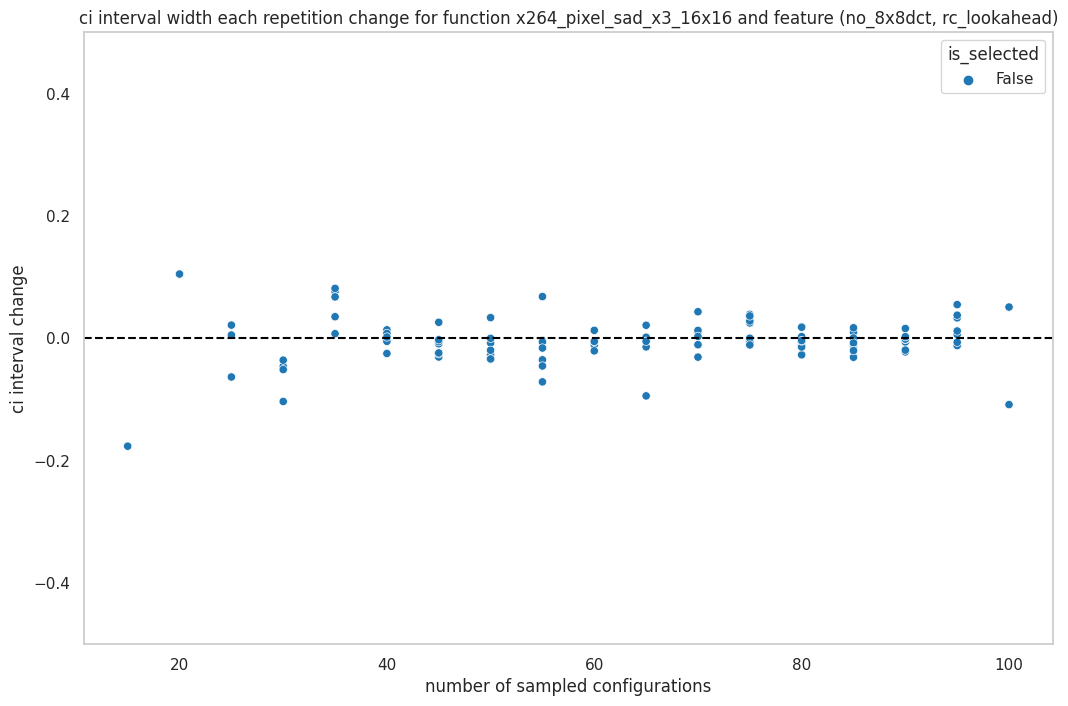 ci interval width each repetition change for function x264_pixel_sad_x3_16x16 and feature (no_8x8dct, rc_lookahead)
is_selected
False
ci interval change
0.4
0.2
0.0
−0.2
−0.4
20 40 60 80 100
number of sampled configurations